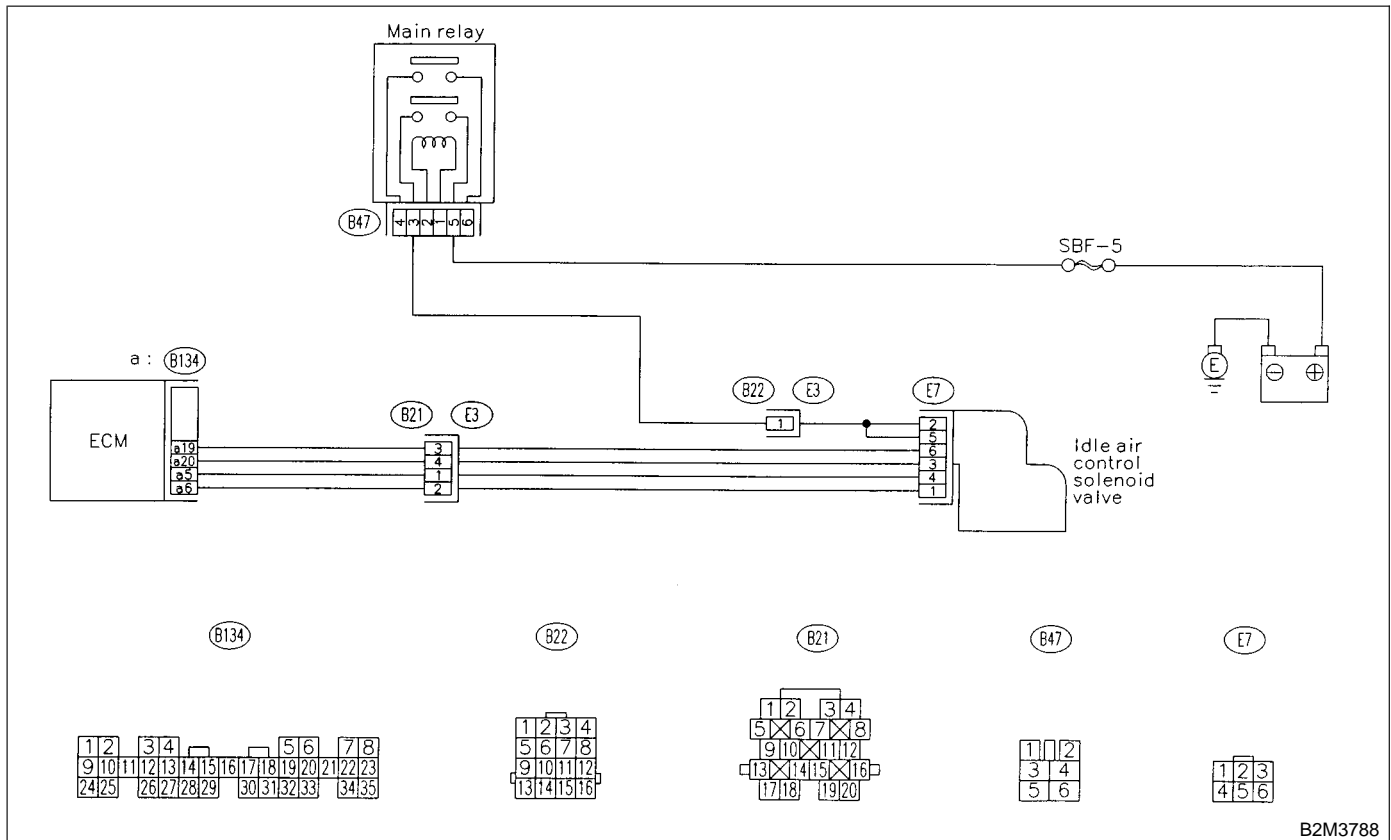 Main relay
B47
4 3 2 1 5 6
SBF-5
E
⊖ ⊕
a : B134
ECM
a19
a20
a5
a6
B21 E3
3
4
1
2
B22 E3
1
E7
2
5
6
3
4
1
Idle air
control
solenoid
valve
B134
1 2 3 4 5 6 7 8
9 10 11 12 13 14 15 16 17 18 19 20 21 22 23
24 25 26 27 28 29 30 31 32 33 34 35
B22
1 2 3 4
5 6 7 8
9 10 11 12
13 14 15 16
B21
1 2 3 4
5 6 7 8
9 10 11 12
13 14 15 16
17 18 19 20
B47
1 2
3 4
5 6
E7
1 2 3
4 5 6
B2M3788